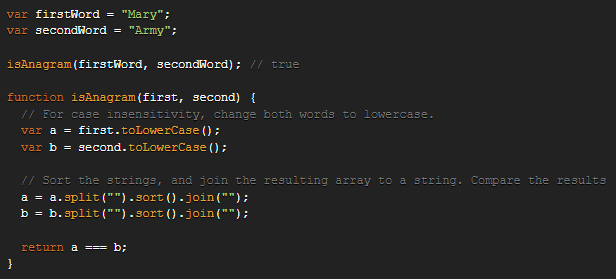 var firstWord = "Mary";
var secondWord = "Army";

isAnagram(firstWord, secondWord); // true

function isAnagram(first, second) {
  // For case insensitivity, change both words to lowercase.
  var a = first.toLowerCase();
  var b = second.toLowerCase();

  // Sort the strings, and join the resulting array to a string. Compare the results
  a = a.split("").sort().join("");
  b = b.split("").sort().join("");

  return a === b;
}